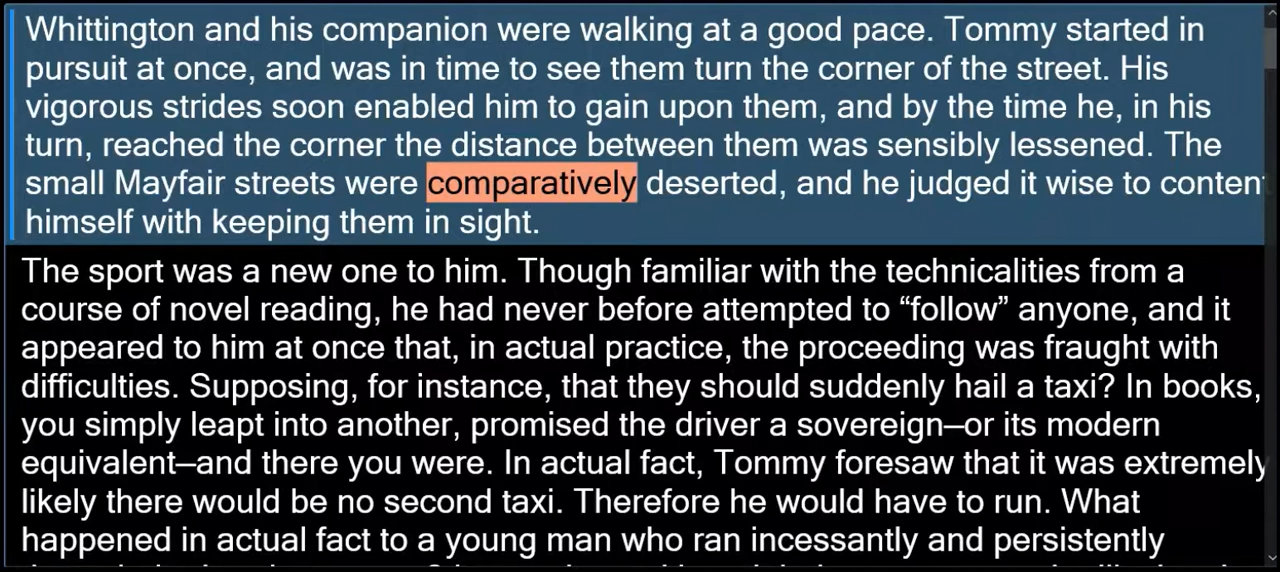 Whittington and his companion were walking at a good pace. Tommy started in
pursuit at once, and was in time to see them turn the corner of the street. His
vigorous strides soon enabled him to gain upon them, and by the time he, in his
turn, reached the corner the distance between them was sensibly lessened. The
small Mayfair streets were comparatively deserted, and he judged it wise to content
himself with keeping them in sight.
The sport was a new one to him. Though familiar with the technicalities from a
course of novel reading, he had never before attempted to “follow” anyone, and it
appeared to him at once that, in actual practice, the proceeding was fraught with
difficulties. Supposing, for instance, that they should suddenly hail a taxi? In books,
you simply leapt into another, promised the driver a sovereign—or its modern
equivalent—and there you were. In actual fact, Tommy foresaw that it was extremely
likely there would be no second taxi. Therefore he would have to run. What
happened in actual fact to a young man who ran incessantly and persistently